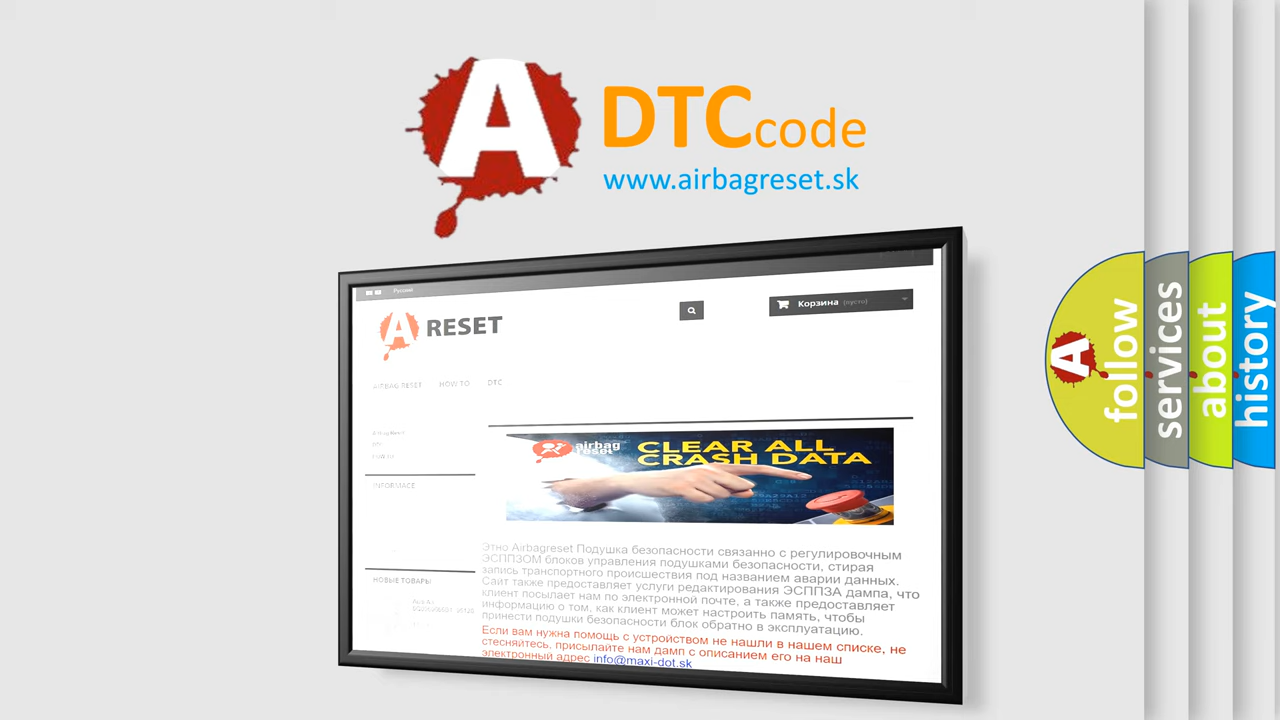 A
DTCcode
www.airbagreset.sk
Русский
A RESET
Корзина (пусто)
AIRBAG RESET HOW TO DTC
INFORMACE
НОВЫЕ ТОВАРЫ
airbag
reset
CLEAR ALL
CRASH DATA
Этно Airbagreset Подушка безопасности связанно с регулировочным
ЭСППЗОМ блоков управления подушками безопасности, стирая
запись транспортного происшествия под названием аварии данных.
Сайт также предоставляет услуги редактирования ЭСППЗА дампа, что
клиент посылает нам по электронной почте, а также предоставляет
информацию о том, как клиент может настроить память, чтобы
принести подушки безопасности блок обратно в эксплуатацию.
Если вам нужна помощь с устройством не нашли в нашем списке, не
стесняйтесь, присылайте нам дамп с описанием его на наш
электронный адрес info@maxi-dot.sk
A
follow
services
about
history